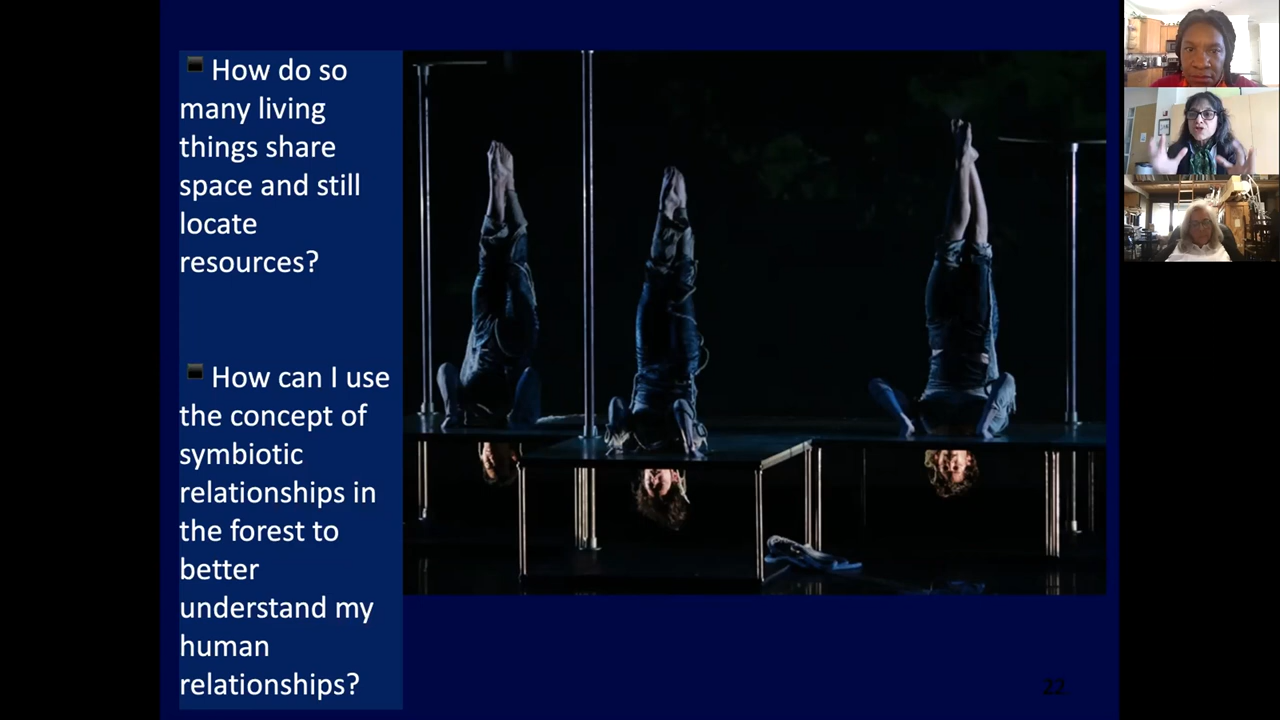 How do so
many living
things share
space and still
locate
resources?
How can I use
the concept of
symbiotic
relationships in
the forest to
better
understand my
human
relationships?
22